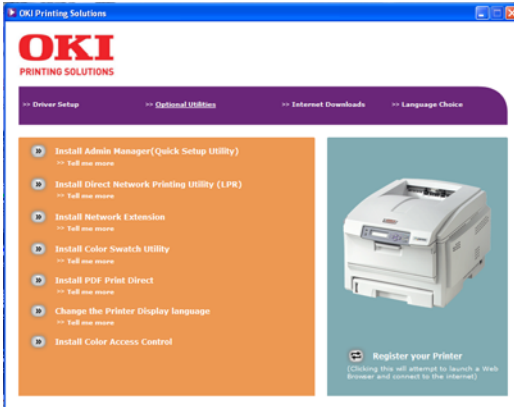 OKI Printing Solutions
OKI
PRINTING SOLUTIONS
>> Driver Setup >> Optional Utilities >> Internet Downloads >> Language Choice
Install Admin Manager(Quick Setup Utility)
>> Tell me more
Install Direct Network Printing Utility (LPR)
>> Tell me more
Install Network Extension
>> Tell me more
Install Color Swatch Utility
>> Tell me more
Install PDF Print Direct
>> Tell me more
Change the Printer Display language
>> Tell me more
Install Color Access Control
Register your Printer
(Clicking this will attempt to launch a Web
Browser and connect to the internet)